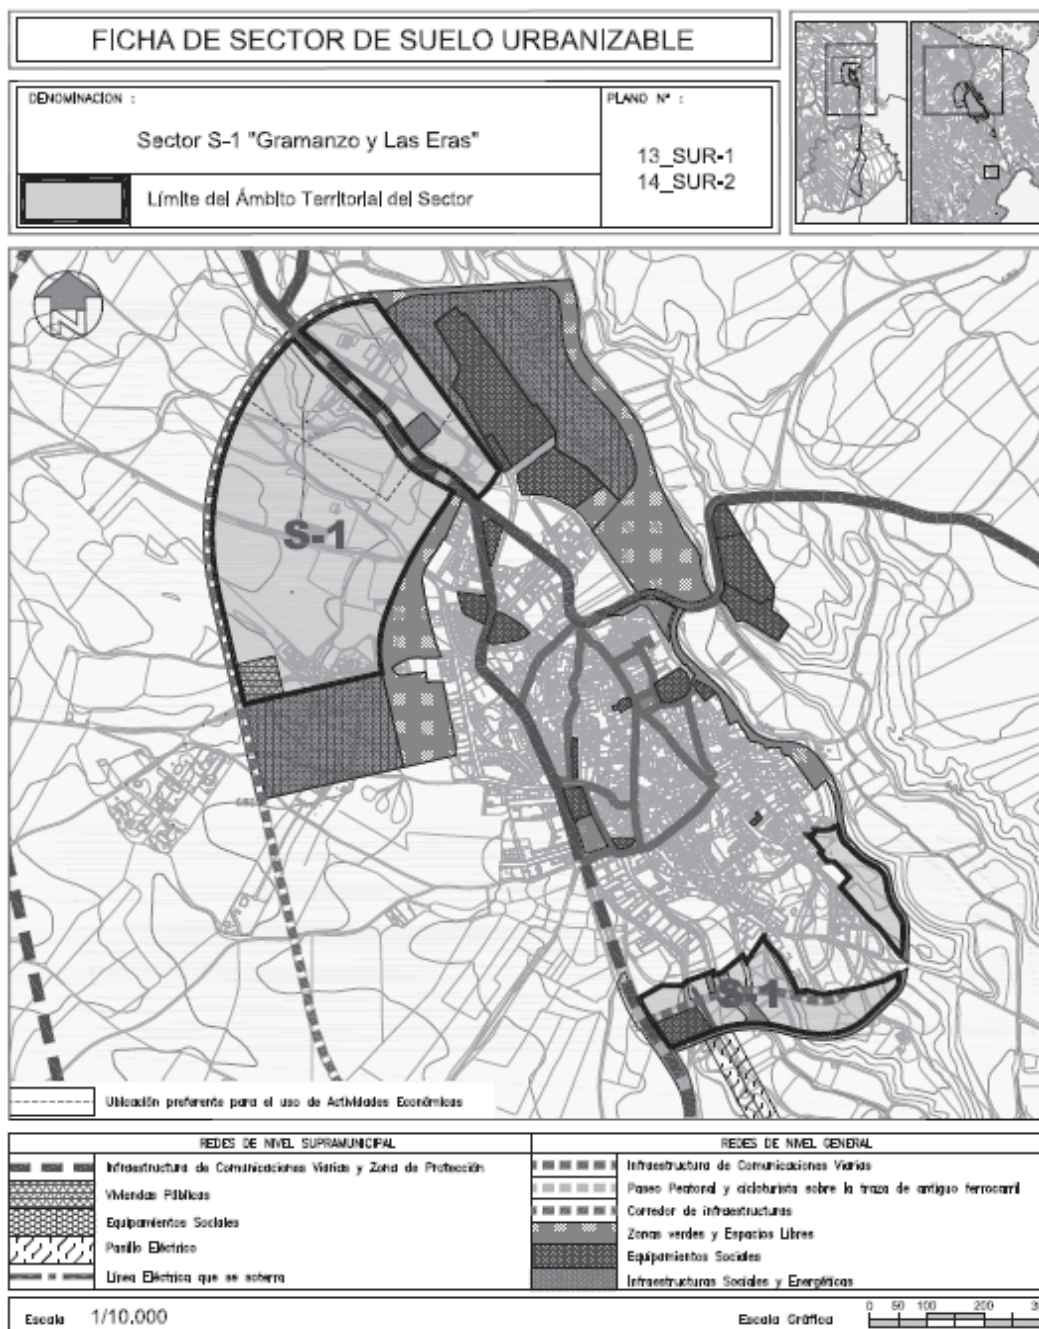 FICHA DE SECTOR DE SUELO URBANIZABLE
DENOMINACION :
Sector S-1 "Gramanzo y Las Eras"
Límite del Ámbito Territorial del Sector
PLANO Nº :
13_SUR-1
14_SUR-2
N
S-1
S-1
Ubicación preferente para el uso de Actividades Económicas
REDES DE NIVEL SUPRAMUNICIPAL
Infraestructura de Comunicaciones Viarias y Zona de Protección
Viviendas Públicas
Equipamientos Sociales
Pasillo Eléctrico
Línea Eléctrica que se soterra
REDES DE NIVEL GENERAL
Infraestructura de Comunicaciones Viarias
Paseo Peatonal y cicloturista sobre la traza de antiguo ferrocarril
Corredor de infraestructuras
Zonas verdes y Espacios Libres
Equipamientos Sociales
Infraestructuras Sociales y Energéticas
Escala 1/10.000
Escala Gráfica
0 50 100 200